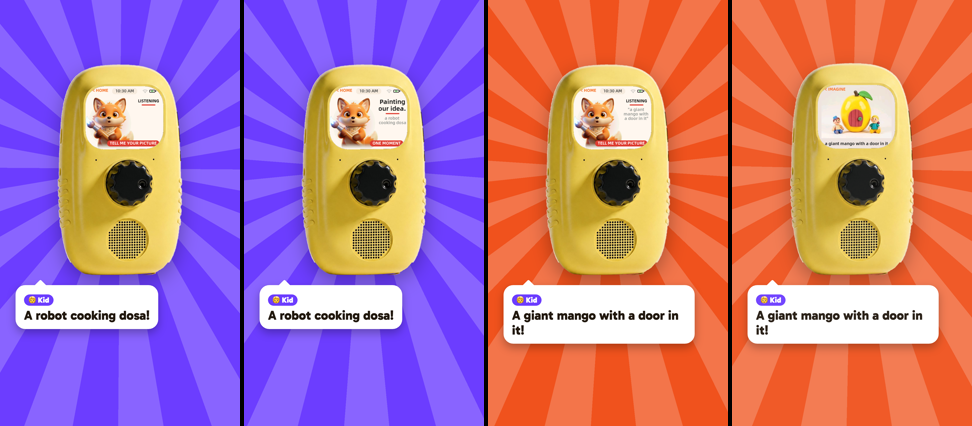 HOME 10:30 AM
LISTENING
TELL ME YOUR PICTURE
Kid
A robot cooking dosa!
HOME 10:30 AM
Painting
our idea.
a robot
cooking dosa
ONE MOMENT
Kid
A robot cooking dosa!
HOME 10:30 AM
LISTENING
"a giant
mango with
a door in it"
TELL ME YOUR PICTURE
Kid
A giant mango with a door in
it!
IMAGINE
a giant mango with a door in it
Kid
A giant mango with a door in
it!